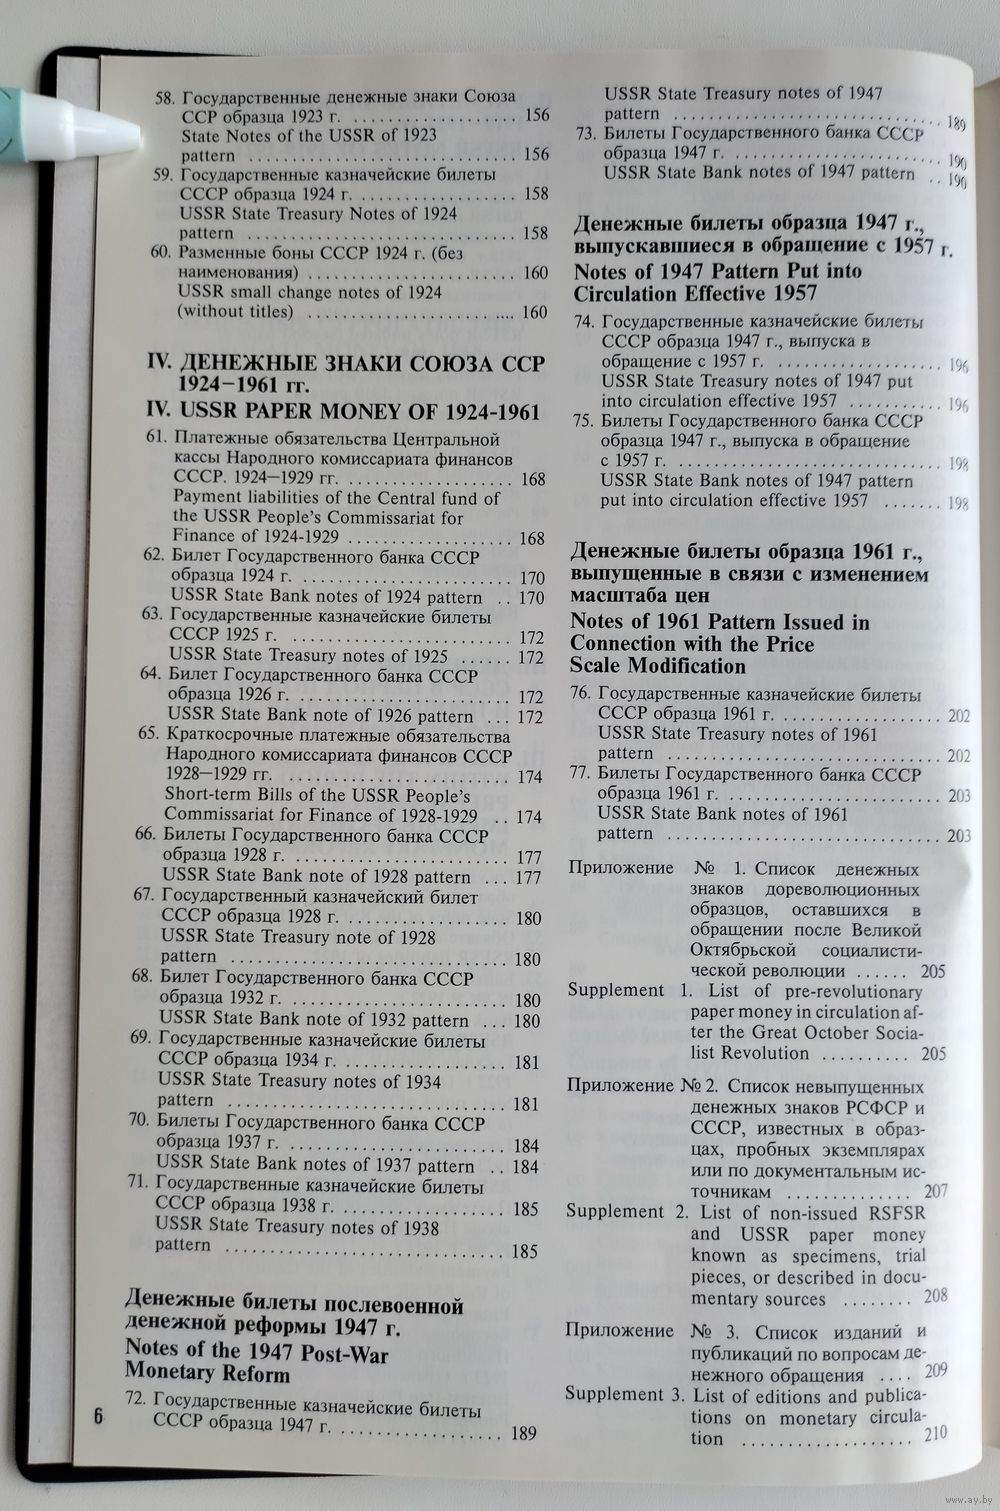 58. Государственные денежные знаки Союза
ССР образца 1923 г. .................. 156
State Notes of the USSR of 1923
pattern ............................ 156
59. Государственные казначейские билеты
СССР образца 1924 г. ................. 158
USSR State Treasury Notes of 1924
pattern ............................ 158
60. Разменные боны СССР 1924 г. (без
наименования) ...................... 160
USSR small change notes of 1924
(without titles) ........................ 160
IV. ДЕНЕЖНЫЕ ЗНАКИ СОЮЗА ССР
1924—1961 гг.
IV. USSR PAPER MONEY OF 1924-1961
61. Платежные обязательства Центральной
кассы Народного комиссариата финансов
СССР. 1924—1929 гг. .................. 168
Payment liabilities of the Central fund of
the USSR People's Commissariat for
Finance of 1924-1929 .................. 168
62. Билет Государственного банка СССР
образца 1924 г. ....................... 170
USSR State Bank notes of 1924 pattern .. 170
63. Государственные казначейские билеты
СССР 1925 г. ........................ 172
USSR State Treasury notes of 1925 ...... 172
64. Билет Государственного банка СССР
образца 1926 г. ........................ 172
USSR State Bank note of 1926 pattern ... 172
65. Краткосрочные платежные обязательства
Народного комиссариата финансов СССР
1928—1929 гг. ........................ 174
Short-term Bills of the USSR People's
Commissariat for Finance of 1928-1929 .. 174
66. Билеты Государственного банка СССР
образца 1928 г. ........................ 177
USSR State Bank note of 1928 pattern ... 177
67. Государственный казначейский билет
СССР образца 1928 г. .................. 180
USSR State Treasury note of 1928
pattern .............................. 180
68. Билет Государственного банка СССР
образца 1932 г. ........................ 180
USSR State Bank note of 1932 pattern ... 180
69. Государственные казначейские билеты
СССР образца 1934 г. .................. 181
USSR State Treasury notes of 1934
pattern .............................. 181
70. Билеты Государственного банка СССР
образца 1937 г. ........................ 184
USSR State Bank notes of 1937 pattern .. 184
71. Государственные казначейские билеты
СССР образца 1938 г. .................. 185
USSR State Treasury notes of 1938
pattern .............................. 185
Денежные билеты послевоенной
денежной реформы 1947 г.
Notes of the 1947 Post-War
Monetary Reform
72. Государственные казначейские билеты
СССР образца 1947 г. .................. 189
6
USSR State Treasury notes of 1947
pattern .............................. 189
73. Билеты Государственного банка СССР
образца 1947 г. ........................ 190
USSR State Bank notes of 1947 pattern .. 190
Денежные билеты образца 1947 г.,
выпускавшиеся в обращение с 1957 г.
Notes of 1947 Pattern Put into
Circulation Effective 1957
74. Государственные казначейские билеты
СССР образца 1947 г., выпуска в
обращение с 1957 г. .................. 196
USSR State Treasury notes of 1947 put
into circulation effective 1957 ........... 196
75. Билеты Государственного банка СССР
образца 1947 г., выпуска в обращение
с 1957 г. .............................. 198
USSR State Bank notes of 1947 pattern
put into circulation effective 1957 ....... 198
Денежные билеты образца 1961 г.,
выпущенные в связи с изменением
масштаба цен
Notes of 1961 Pattern Issued in
Connection with the Price
Scale Modification
76. Государственные казначейские билеты
СССР образца 1961 г. .................. 202
USSR State Treasury notes of 1961
pattern .............................. 202
77. Билеты Государственного банка СССР
образца 1961 г. ........................ 203
USSR State Bank notes of 1961
pattern .............................. 203
Приложение № 1. Список денежных
знаков дореволюционных
образцов, оставшихся в
обращении после Великой
Октябрьской социалисти-
ческой революции ...... 205
Supplement 1. List of pre-revolutionary
paper money in circulation af-
ter the Great October Socia-
list Revolution .......... 205
Приложение № 2. Список невыпущенных
денежных знаков РСФСР и
СССР, известных в образ-
цах, пробных экземплярах
или по документальным ис-
точникам .............. 207
Supplement 2. List of non-issued RSFSR
and USSR paper money
known as specimens, trial
pieces, or described in docu-
mentary sources ........ 208
Приложение № 3. Список изданий и
публикаций по вопросам де-
нежного обращения .... 209
Supplement 3. List of editions and publica-
tions on monetary circula-
tion .................... 210
www.ay.by